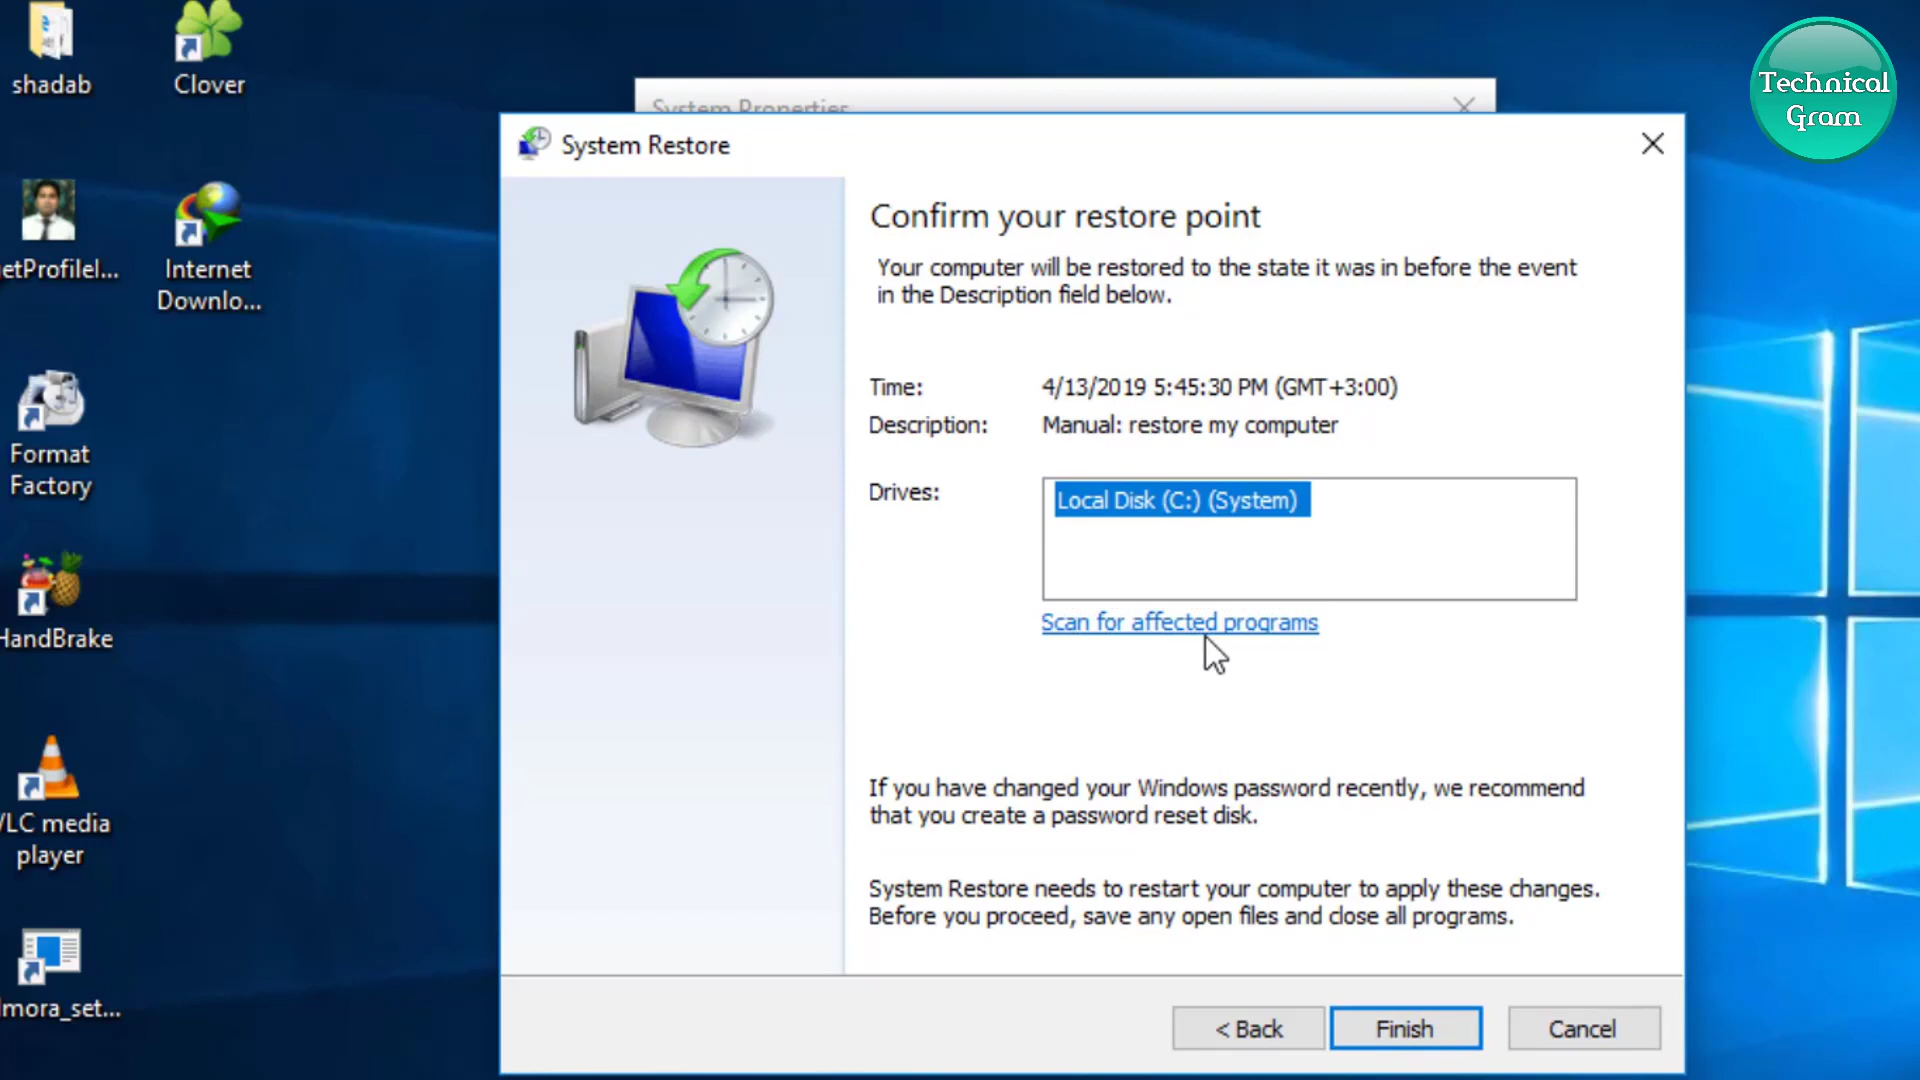 shadab
Clover
System Properties
Technical
Gram
System Restore
Confirm your restore point
Your computer will be restored to the state it was in before the event
in the Description field below.
etProfileI...
Internet
Downlo...
Time: 4/13/2019 5:45:30 PM (GMT+3:00)
Description: Manual: restore my computer
Format
Factory
Drives: Local Disk (C:) (System)
Scan for affected programs
HandBrake
If you have changed your Windows password recently, we recommend
that you create a password reset disk.
VLC media
player
System Restore needs to restart your computer to apply these changes.
Before you proceed, save any open files and close all programs.
lmora_set...
< Back
Finish
Cancel